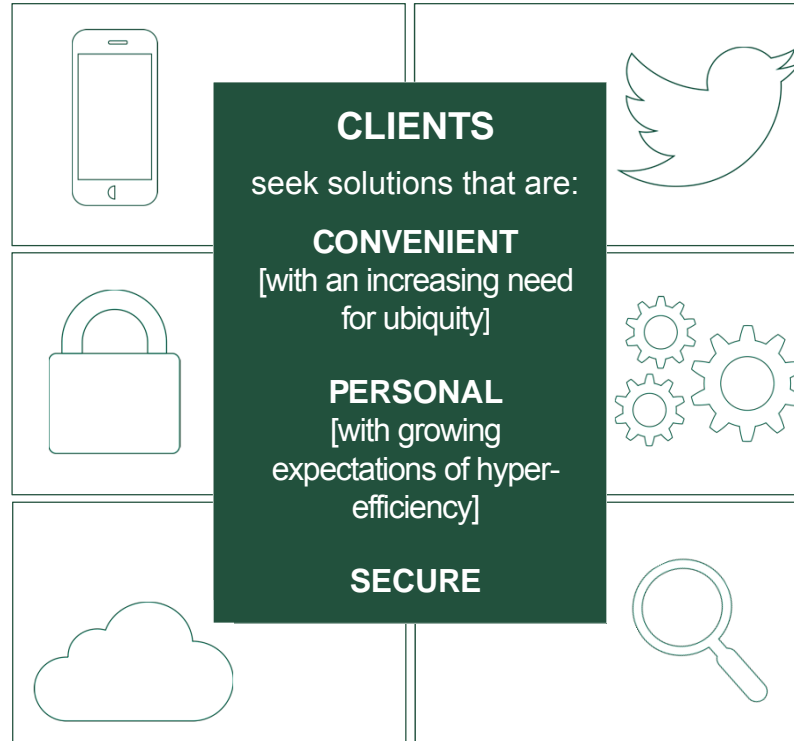 CLIENTS
seek solutions that are:
CONVENIENT
[with an increasing need
for ubiquity]
PERSONAL
[with growing
expectations of hyper-
efficiency]
SECURE